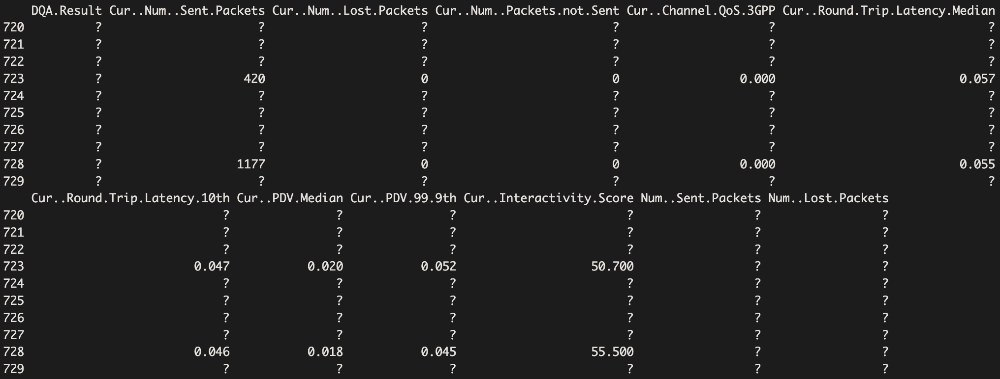 DQA.Result Cur..Num..Sent.Packets Cur..Num..Lost.Packets Cur..Num..Packets.not.Sent Cur..Channel.QoS.3GPP Cur..Round.Trip.Latency.Median
720 ? ? ? ? ? ?
721 ? ? ? ? ? ?
722 ? ? ? ? ? ?
723 ? 420 0 0 0.000 0.057
724 ? ? ? ? ? ?
725 ? ? ? ? ? ?
726 ? ? ? ? ? ?
727 ? ? ? ? ? ?
728 ? 1177 0 0 0.000 0.055
729 ? ? ? ? ? ?
Cur..Round.Trip.Latency.10th Cur..PDV.Median Cur..PDV.99.9th Cur..Interactivity.Score Num..Sent.Packets Num..Lost.Packets
720 ? ? ? ? ? ?
721 ? ? ? ? ? ?
722 ? ? ? ? ? ?
723 0.047 0.020 0.052 50.700 ? ?
724 ? ? ? ? ? ?
725 ? ? ? ? ? ?
726 ? ? ? ? ? ?
727 ? ? ? ? ? ?
728 0.046 0.018 0.045 55.500 ? ?
729 ? ? ? ? ? ?